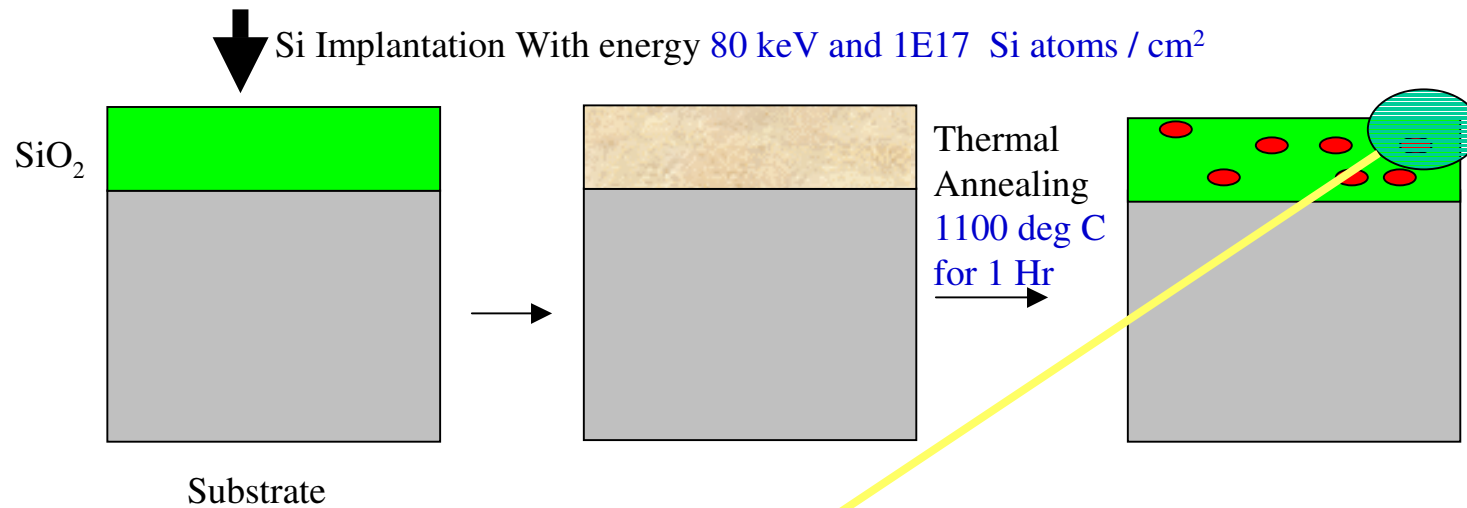 Si Implantation With energy 80 keV and 1E17 Si atoms / cm²
SiO₂
Thermal
Annealing
1100 deg C
for 1 Hr
Substrate